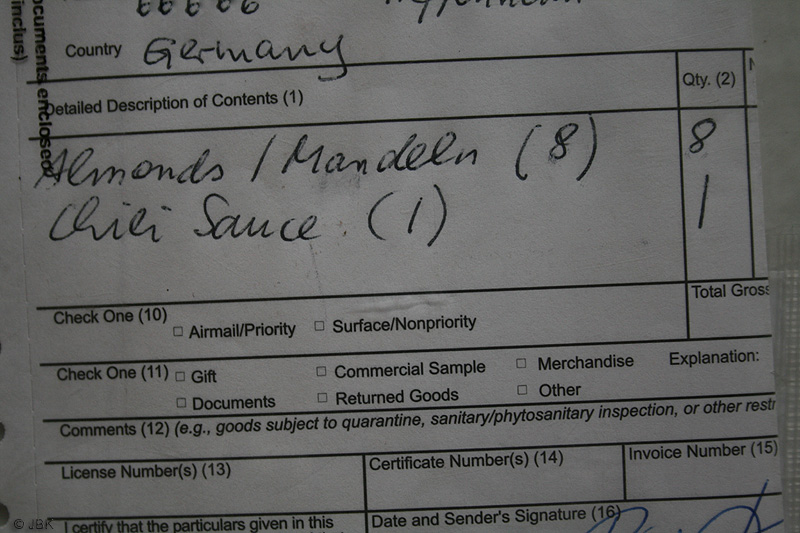 Country Germany
Detailed Description of Contents (1)
Qty. (2)
Almonds / Mandeln (8) 8
Chili Sauce. (1) 1
Total Gross
Check One (10) □ Airmail/Priority □ Surface/Nonpriority
Check One (11) □ Gift □ Commercial Sample □ Merchandise Explanation:
□ Documents □ Returned Goods □ Other
Comments (12) (e.g., goods subject to quarantine, sanitary/phytosanitary inspection, or other restr
License Number(s) (13)
Certificate Number(s) (14)
Invoice Number (15)
I certify that the particulars given in this
Date and Sender's Signature (16)
ocuments enclosed
inclus)
© JBK